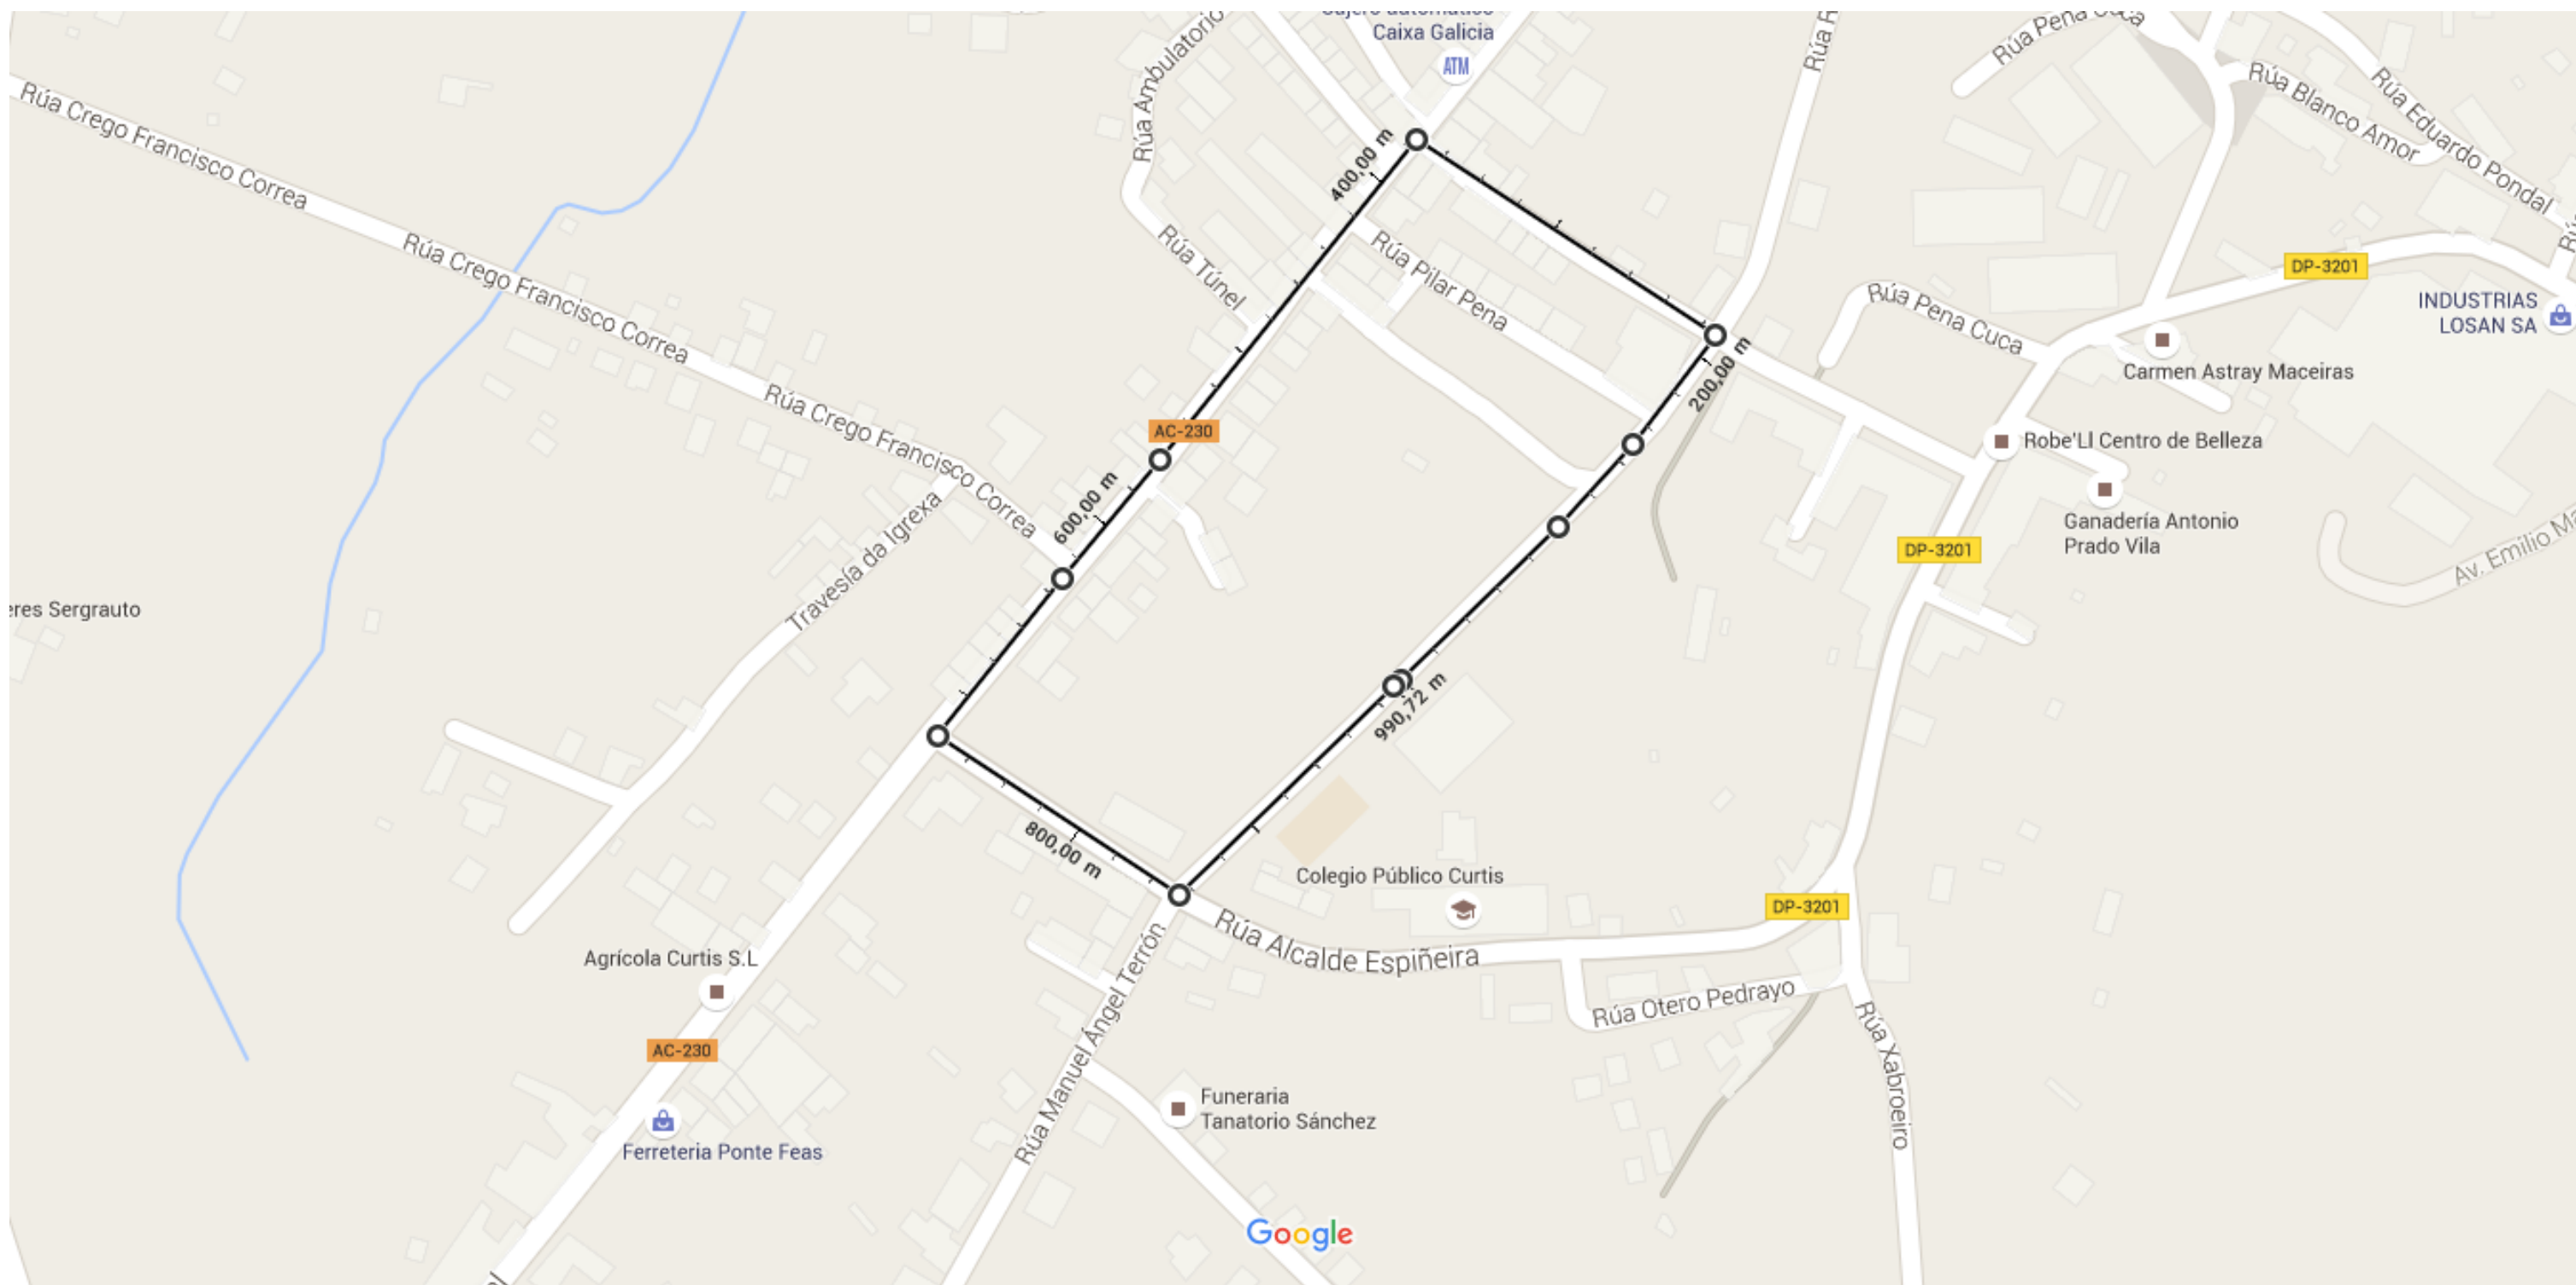 Caixa Galicia
ATM
Rúa Ambulatorio
Rúa Pena Cuca
Rúa Blanco Amor
Rúa Eduardo Pondal
Rúa Crego Francisco Correa
Rúa Crego Francisco Correa
Rúa Crego Francisco Correa
400,00 m
Rúa Túnel
Rúa Pilar Pena
200,00 m
DP-3201
INDUSTRIAS
LOSAN SA
Rúa Pena Cuca
Carmen Astray Maceiras
Robe'Ll Centro de Belleza
Ganadería Antonio
Prado Vila
AC-230
600,00 m
Travesía da Igrexa
DP-3201
Av. Emilio
eres Sergrauto
990,72 m
800,00 m
Colegio Público Curtis
DP-3201
Rúa Alcalde Espiñeira
Agrícola Curtis S.L
Rúa Otero Pedrayo
Rúa Manuel Ángel Terrón
Rúa Xabroeiro
AC-230
Funeraria
Tanatorio Sánchez
Ferreteria Ponte Feas
Google